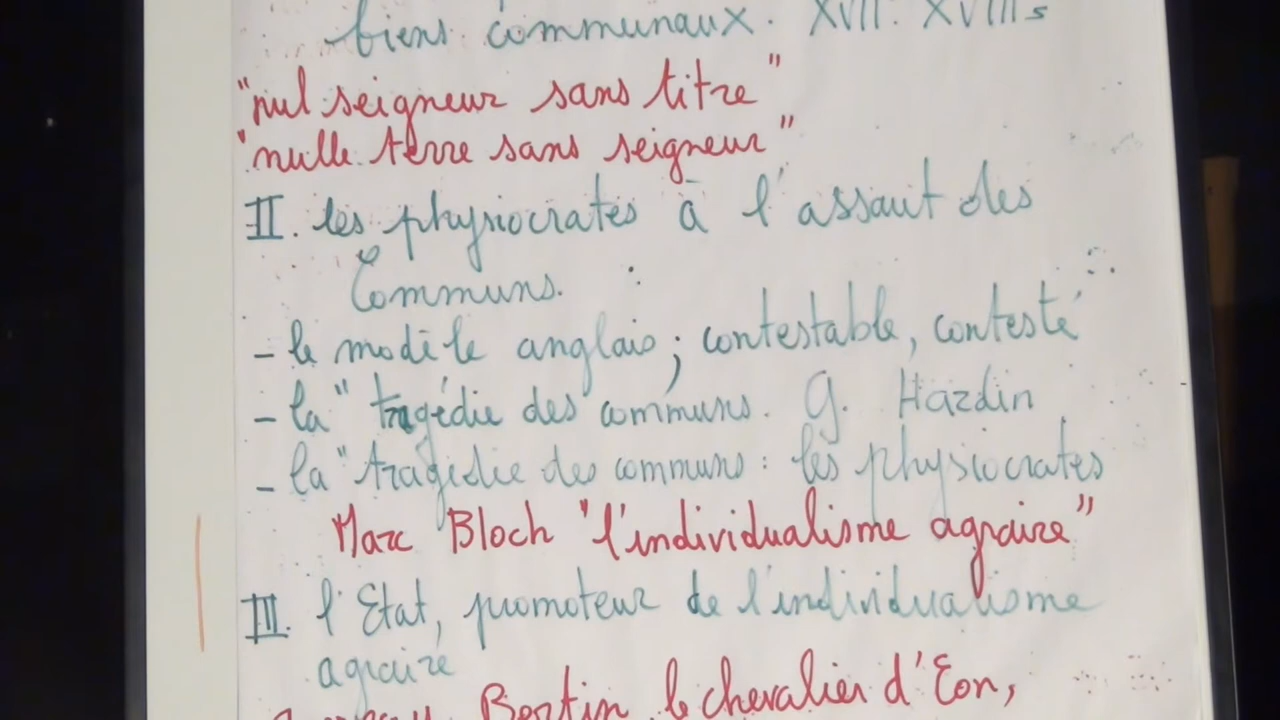 biens communaux. XVII. XVIIIs
"nul seigneur sans titre"
"nulle terre sans seigneur"
II. les physiocrates à l'assaut des
Communs. :
- le modèle anglais ; contestable, contesté
- la "tragédie des communs. G. Hardin
- la "tragédie des communs : les physiocrates
Marc Bloch "l'individualisme agraire"
III. l'Etat, promoteur de l'individualisme
agraire
Bertin, le chevalier d'Eon,